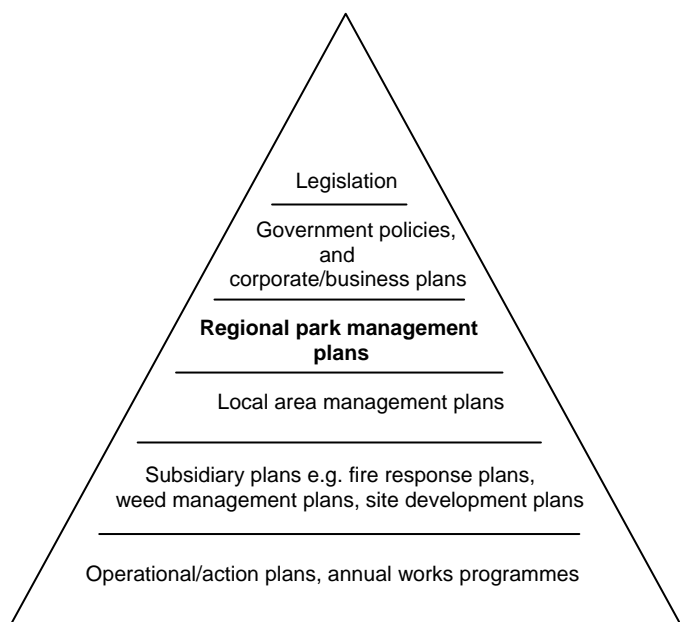 Legislation
Government policies,
and
corporate/business plans
Regional park management
plans
Local area management plans
Subsidiary plans e.g. fire response plans,
weed management plans, site development plans
Operational/action plans, annual works programmes